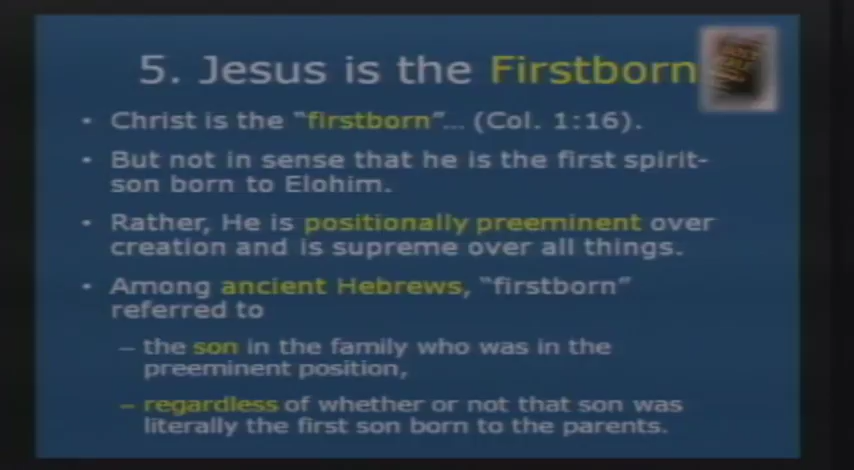 5. Jesus is the Firstborn
• Christ is the “firstborn”… (Col. 1:16).
• But not in sense that he is the first spirit-
son born to Elohim.
• Rather, He is positionally preeminent over
creation and is supreme over all things.
• Among ancient Hebrews, “firstborn”
referred to
– the son in the family who was in the
preeminent position,
– regardless of whether or not that son was
literally the first son born to the parents.